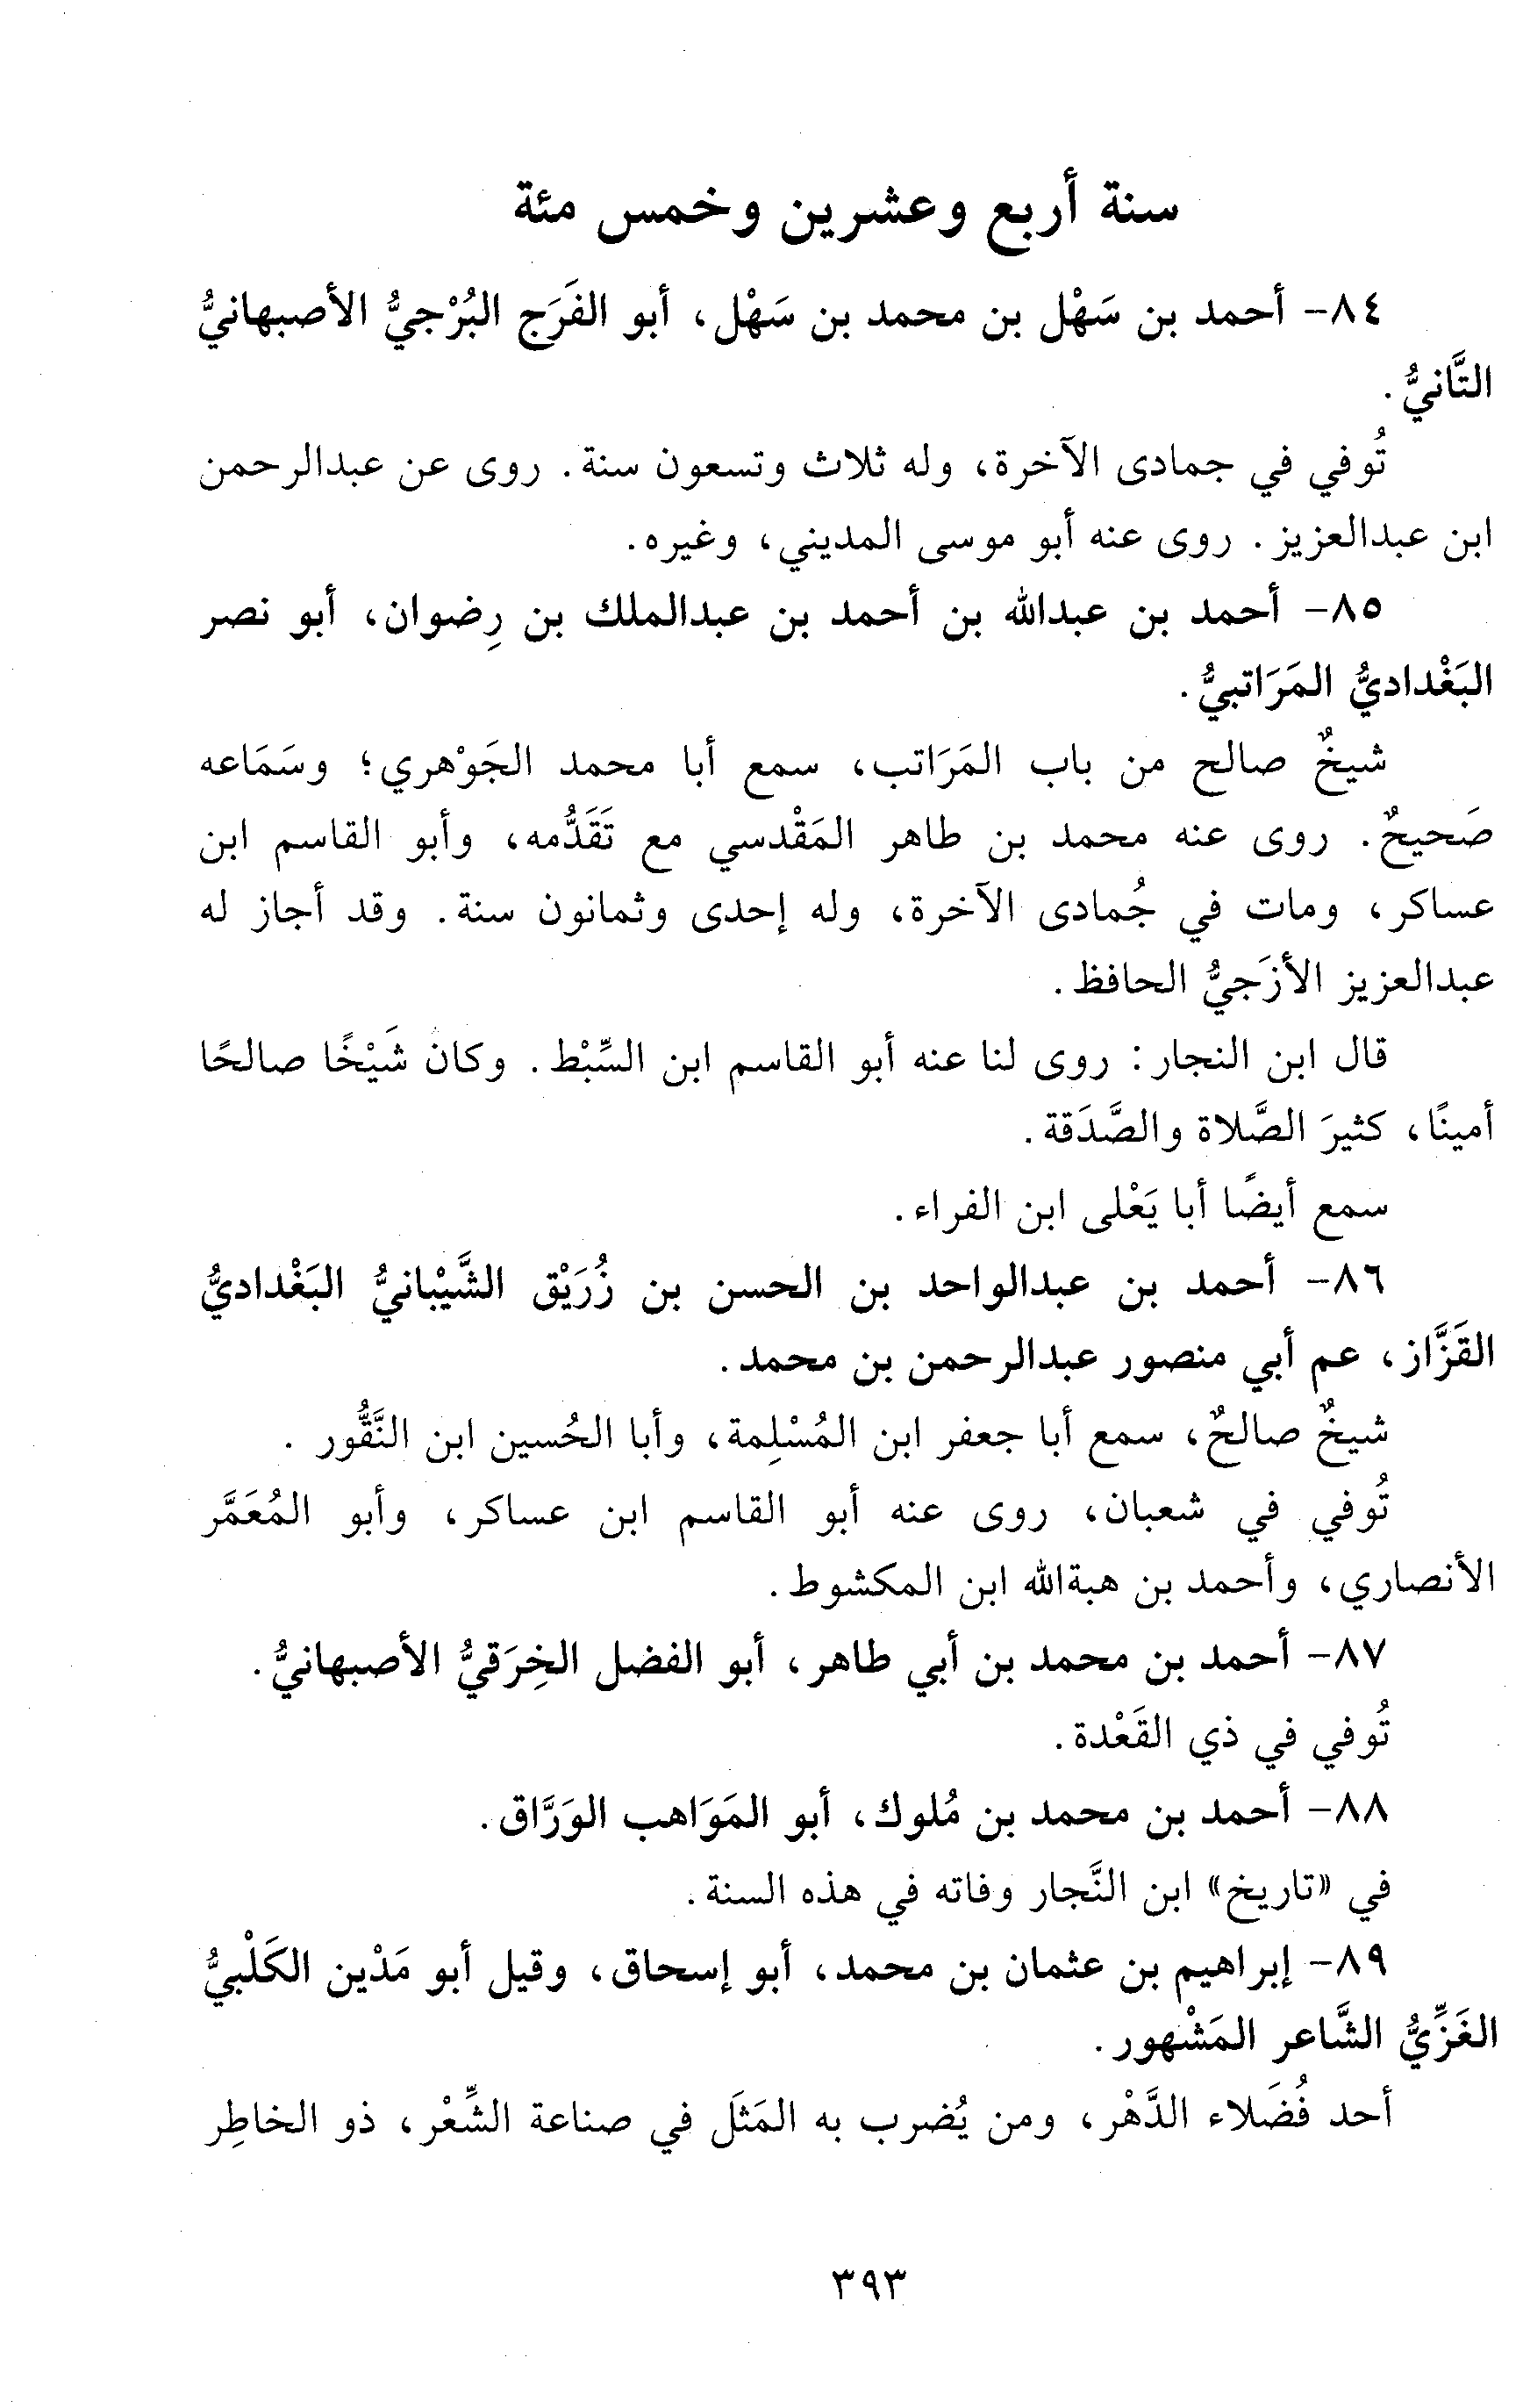 سنة أربع وعشرين وخمس مئة
٨٤- أحمد بن سَهْل بن محمد بن سَهْل، أبو الفَرَج البُرْجيُّ الأصبهانيُّ
التَّانيُّ.
تُوفي في جمادى الآخرة، وله ثلاث وتسعون سنة. روى عن عبدالرحمن
ابن عبدالعزيز. روى عنه أبو موسى المديني، وغيره.
٨٥- أحمد بن عبدالله بن أحمد بن عبدالملك بن رِضوان، أبو نصر
البَغْداديُّ المَرَاتبيُّ.
شيخٌ صالح من باب المَرَاتب، سمع أبا محمد الجَوْهري؛ وسَمَاعه
صَحيحٌ. روى عنه محمد بن طاهر المَقْدسي مع تَقَدُّمه، وأبو القاسم ابن
عساكر، ومات في جُمادى الآخرة، وله إحدى وثمانون سنة. وقد أجاز له
عبدالعزيز الأزَجيُّ الحافظ.
قال ابن النجار: روى لنا عنه أبو القاسم ابن السِّبْط. وكان شَيْخًا صالحًا
أمينًا، كثيرَ الصَّلاة والصَّدَقة.
سمع أيضًا أبا يَعْلى ابن الفراء.
٨٦- أحمد بن عبدالواحد بن الحسن بن زُرَيْق الشَّيْبانيُّ البَغْداديُّ
القَزَّاز، عم أبي منصور عبدالرحمن بن محمد.
شيخٌ صالحٌ، سمع أبا جعفر ابن المُسْلِمة، وأبا الحُسين ابن النَّقُّور.
تُوفي في شعبان، روى عنه أبو القاسم ابن عساكر، وأبو المُعَمَّر
الأنصاري، وأحمد بن هبةالله ابن المكشوط.
٨٧- أحمد بن محمد بن أبي طاهر، أبو الفضل الخِرَقيُّ الأصبهانيُّ.
تُوفي في ذي القَعْدة.
٨٨- أحمد بن محمد بن مُلوك، أبو المَوَاهب الورَّاق.
في «تاريخ» ابن النَّجار وفاته في هذه السنة.
٨٩- إبراهيم بن عثمان بن محمد، أبو إسحاق، وقيل أبو مَدْين الكَلْبيُّ
الغَزِّيُّ الشَّاعر المَشْهور.
أحد فُضَلاء الدَّهْر، ومن يُضرب به المَثَل في صناعة الشِّعْر، ذو الخاطِر
٣٩٣